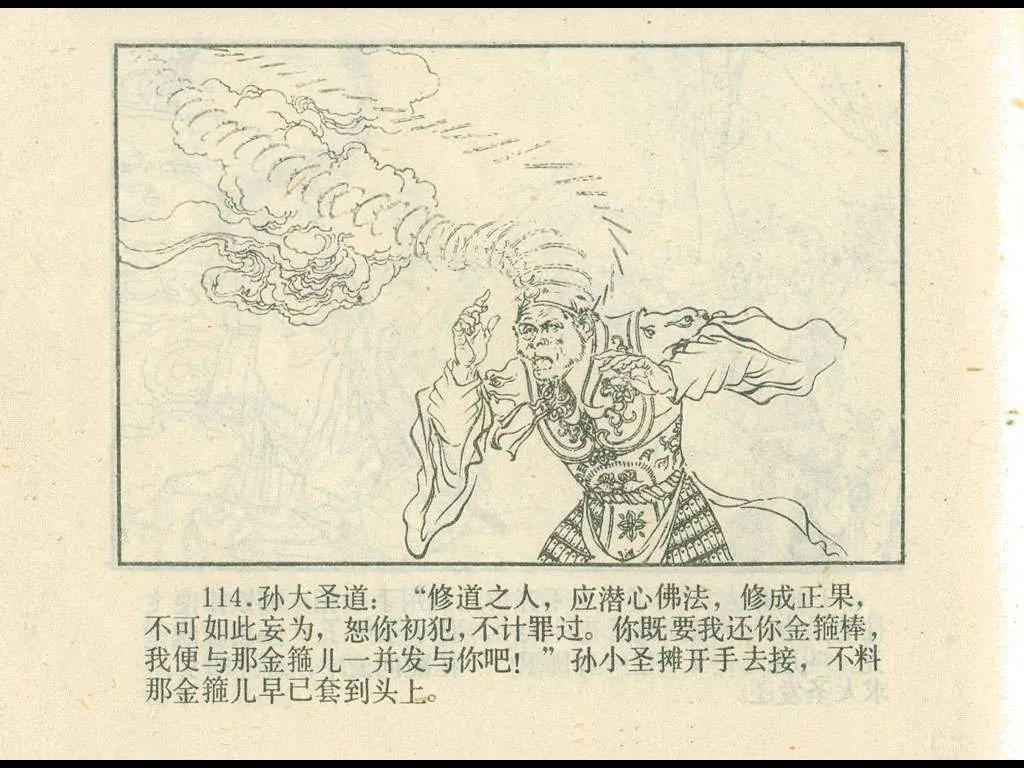 114.孙大圣道：“修道之人，应潜心佛法，修成正果，
不可如此妄为，恕你初犯，不计罪过。你既要我还你金箍棒，
我便与那金箍儿一并发与你吧！”孙小圣摊开手去接，不料
那金箍儿早已套到头上。